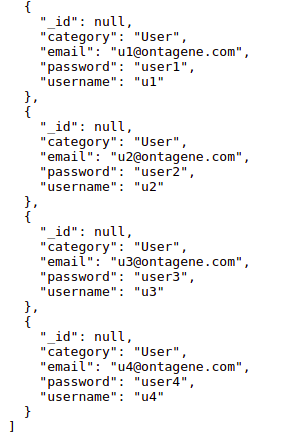 {
"_id": null,
"category": "User",
"email": "u1@ontagene.com",
"password": "user1",
"username": "u1"
},
{
"_id": null,
"category": "User",
"email": "u2@ontagene.com",
"password": "user2",
"username": "u2"
},
{
"_id": null,
"category": "User",
"email": "u3@ontagene.com",
"password": "user3",
"username": "u3"
},
{
"_id": null,
"category": "User",
"email": "u4@ontagene.com",
"password": "user4",
"username": "u4"
}
]